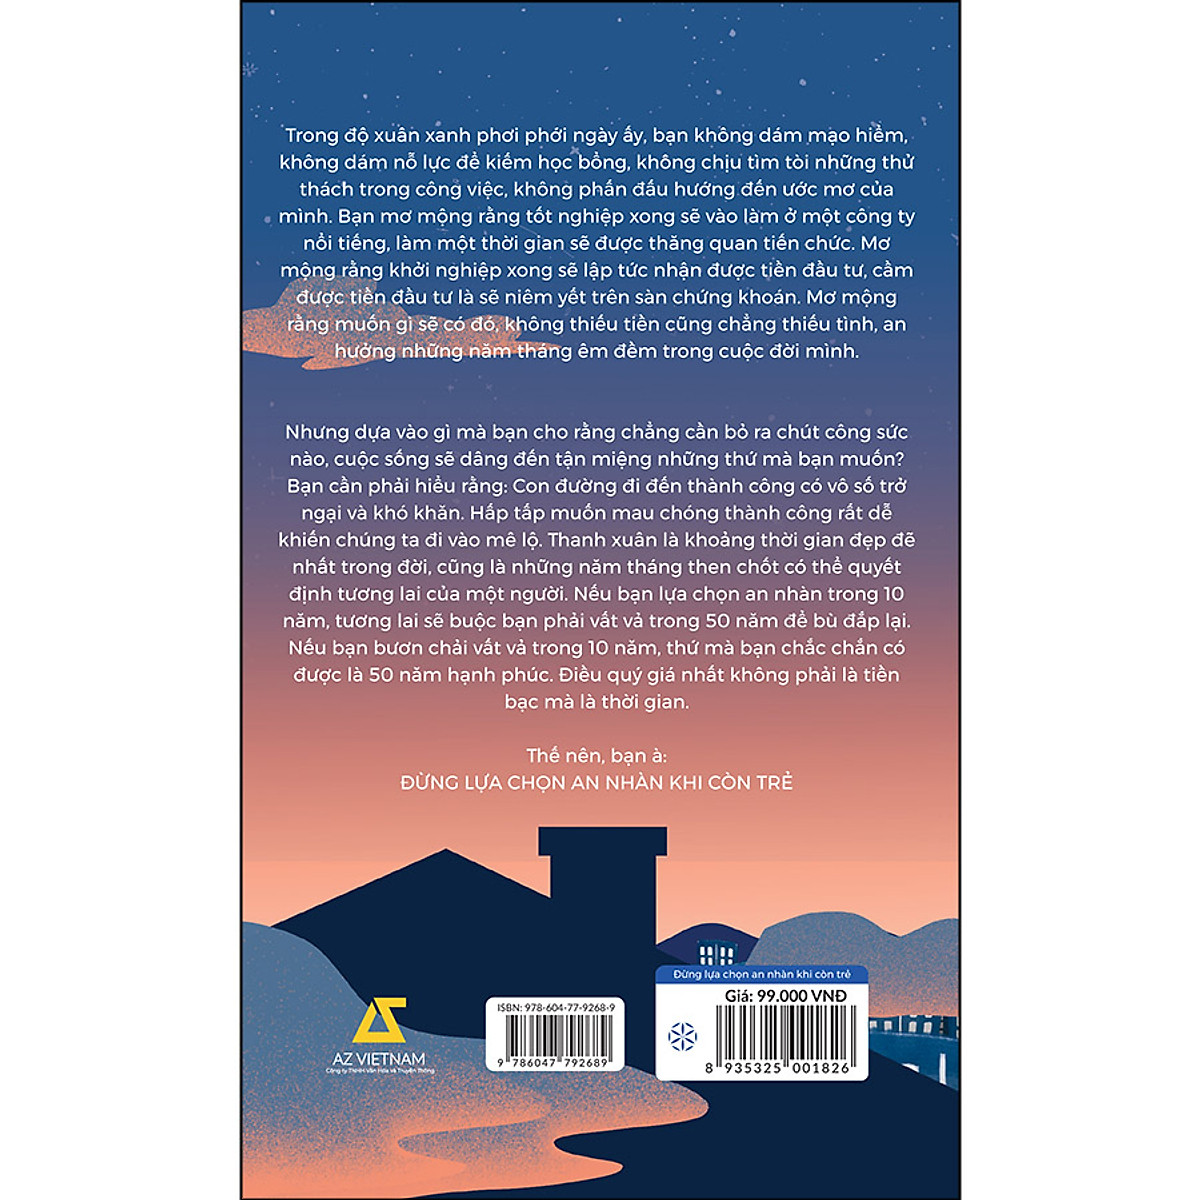 Trong độ xuân xanh phơi phới ngày ấy, bạn không dám mạo hiểm,
không dám nỗ lực để kiếm học bổng, không chịu tìm tòi những thử
thách trong công việc, không phấn đấu hướng đến ước mơ của
mình. Bạn mơ mộng rằng tốt nghiệp xong sẽ vào làm ở một công ty
nổi tiếng, làm một thời gian sẽ được thăng quan tiến chức. Mơ
mộng rằng khởi nghiệp xong sẽ lập tức nhận được tiền đầu tư, cầm
được tiền đầu tư là sẽ niêm yết trên sàn chứng khoán. Mơ mộng
rằng muốn gì sẽ có đó, không thiếu tiền cũng chẳng thiếu tình, an
hưởng những năm tháng êm đềm trong cuộc đời mình.
Nhưng dựa vào gì mà bạn cho rằng chẳng cần bỏ ra chút công sức
nào, cuộc sống sẽ dâng đến tận miệng những thứ mà bạn muốn?
Bạn cần phải hiểu rằng: Con đường đi đến thành công có vô số trở
ngại và khó khăn. Hấp tấp muốn mau chóng thành công rất dễ
khiến chúng ta đi vào mê lộ. Thanh xuân là khoảng thời gian đẹp đẽ
nhất trong đời, cũng là những năm tháng then chốt có thể quyết
định tương lai của một người. Nếu bạn lựa chọn an nhàn trong 10
năm, tương lai sẽ buộc bạn phải vất vả trong 50 năm để bù đắp lại.
Nếu bạn bươn chải vất vả trong 10 năm, thứ mà bạn chắc chắn có
được là 50 năm hạnh phúc. Điều quý giá nhất không phải là tiền
bạc mà là thời gian.
Thế nên, bạn à:
ĐỪNG LỰA CHỌN AN NHÀN KHI CÒN TRẺ
Đừng lựa chọn an nhàn khi còn trẻ
Giá: 99.000 VNĐ
8 935325 001826
ISBN: 978-604-77-9268-9
9 786047 792689
AZ VIETNAM
Công ty TNHH Văn Hóa và Truyền Thông